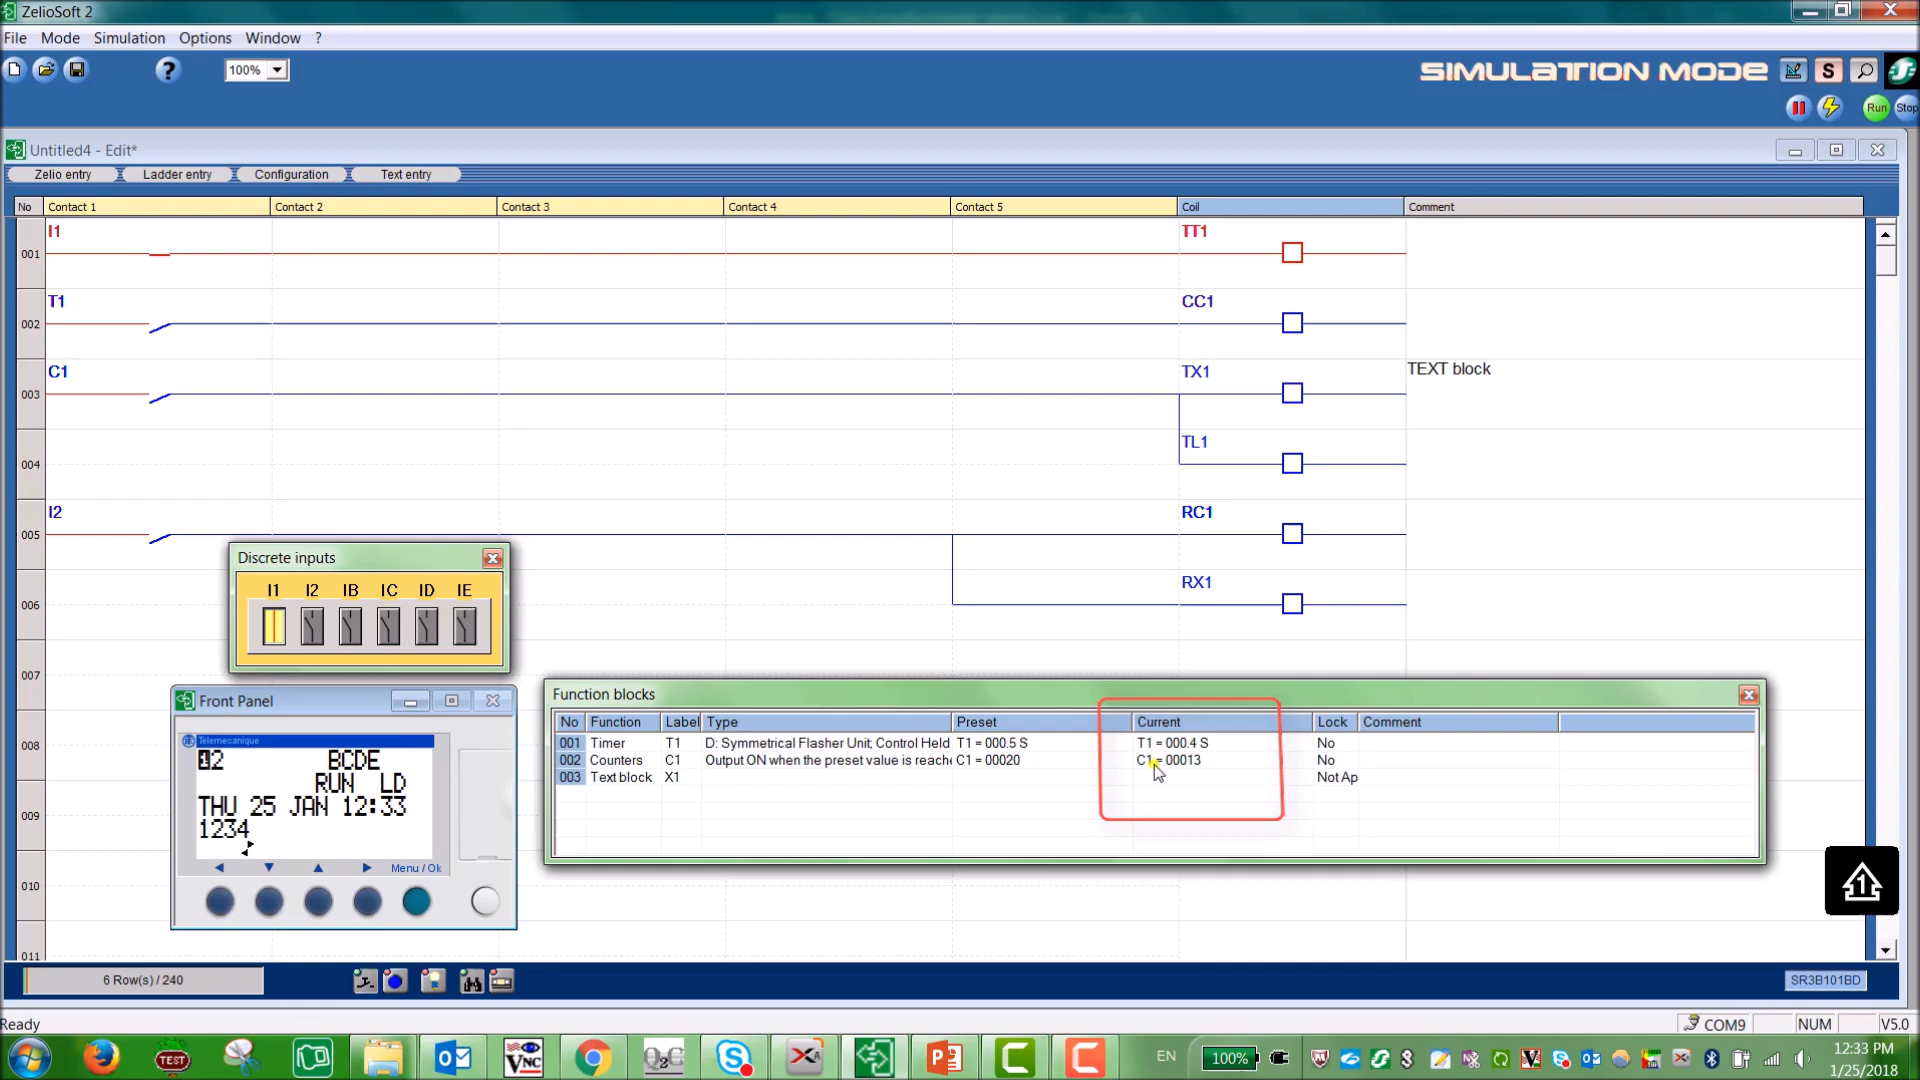 ZelioSoft 2
File Mode Simulation Options Window ?
100%
SIMULATION MODE
S
Run Stop
Untitled4 - Edit*
Zelio entry Ladder entry Configuration Text entry
No Contact 1 Contact 2 Contact 3 Contact 4 Contact 5 Coil Comment
I1 TT1
001
T1 CC1
002
C1 TX1 TEXT block
003
TL1
004
I2 RC1
005
RX1
006
Discrete inputs
I1 I2 IB IC ID IE
007
008
009
010
011
Front Panel
Telemecanique
12 BCDE
RUN LD
THU 25 JAN 12:33
1234
Menu / Ok
Function blocks
No Function Label Type Preset Current Lock Comment
001 Timer T1 D: Symmetrical Flasher Unit; Control Held T1 = 000.5 S T1 = 000.4 S No
002 Counters C1 Output ON when the preset value is reache C1 = 00020 C1 = 00013 No
003 Text block X1 Not Ap
1
6 Row(s) / 240
SR3B101BD
Ready
COM9 NUM V5.0
TEST
VNC
Q2C
EN 100%
12:33 PM
1/25/2018